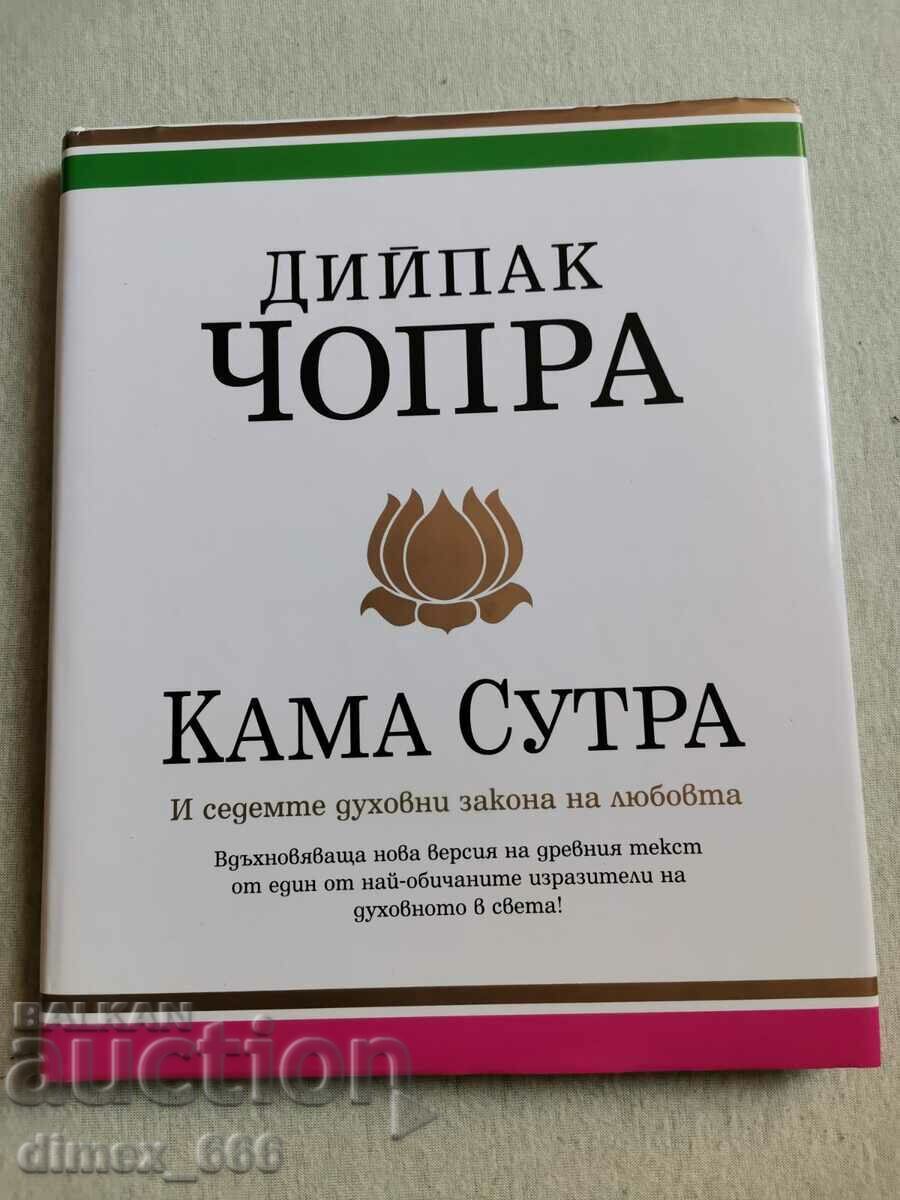 Дийпак
Чопра
Кама Сутра
И седемте духовни закона на любовта
Вдъхновяваща нова версия на древния текст
от един от най-обичаните изразители на
духовното в света!
BALKAN
auction
dimex_666